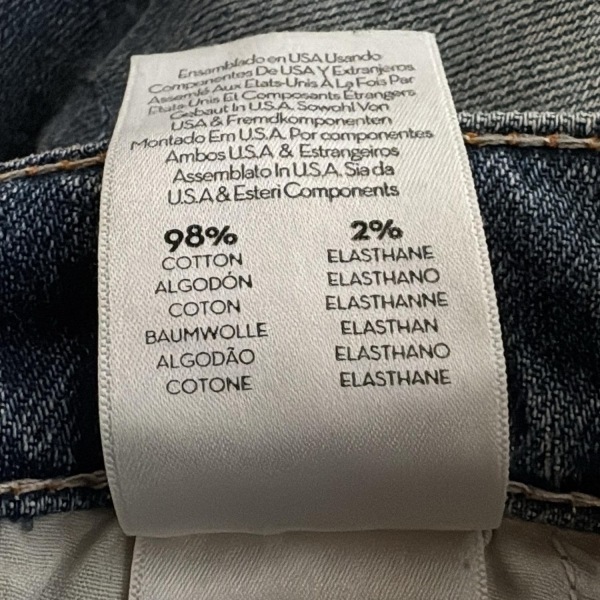 Ensamblado en USA Usando
Componentes De USA Y Extranjeros
Assemlé Aux Etats-Unis À La Fois Par
Etats-Unis Et Composants Étrangers
Gebaut In U.S.A. Sowohl Von
USA & Fremdkomponenten
Montado Em U.S.A. Por componentes
Ambos U.S.A & Estrangeiros
Assemblato In U.S.A. Sia da
U.S.A & Esteri Components
98% 2%
COTTON ELASTHANE
ALGODÓN ELASTHANO
COTON ELASTHANNE
BAUMWOLLE ELASTHAN
ALGODÃO ELASTHANO
COTONE ELASTHANE